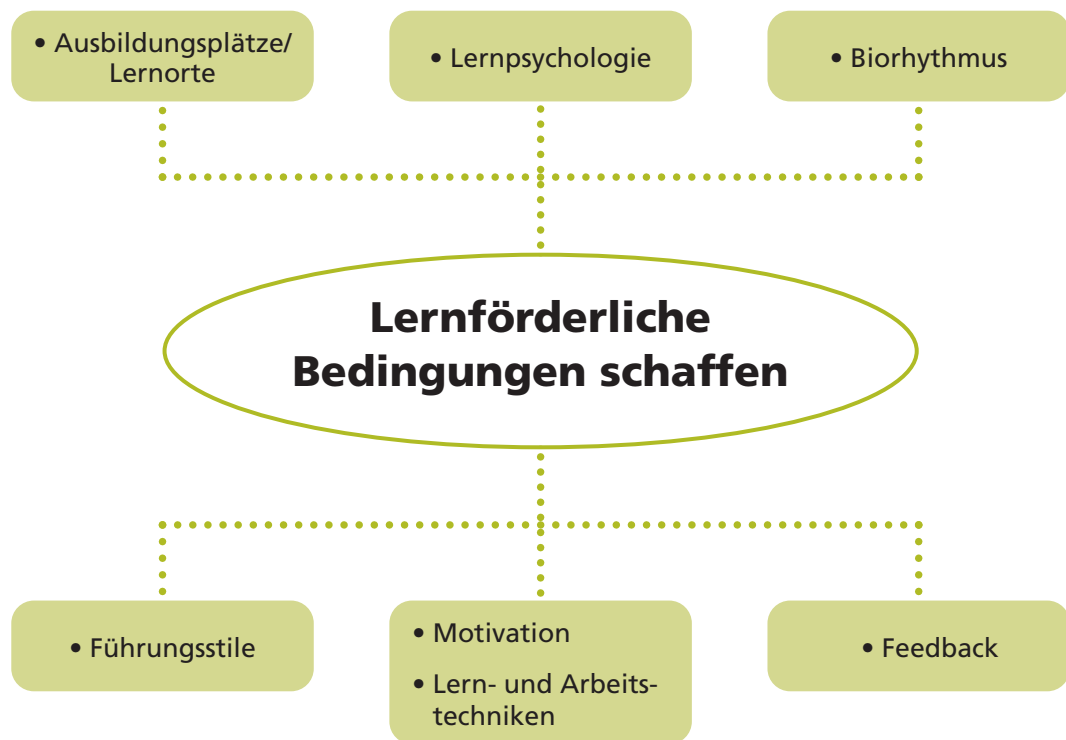 • Ausbildungsplätze/
Lernorte
• Lernpsychologie
• Biorhythmus
Lernförderliche
Bedingungen schaffen
• Führungsstile
• Motivation
• Lern- und Arbeits-
techniken
• Feedback